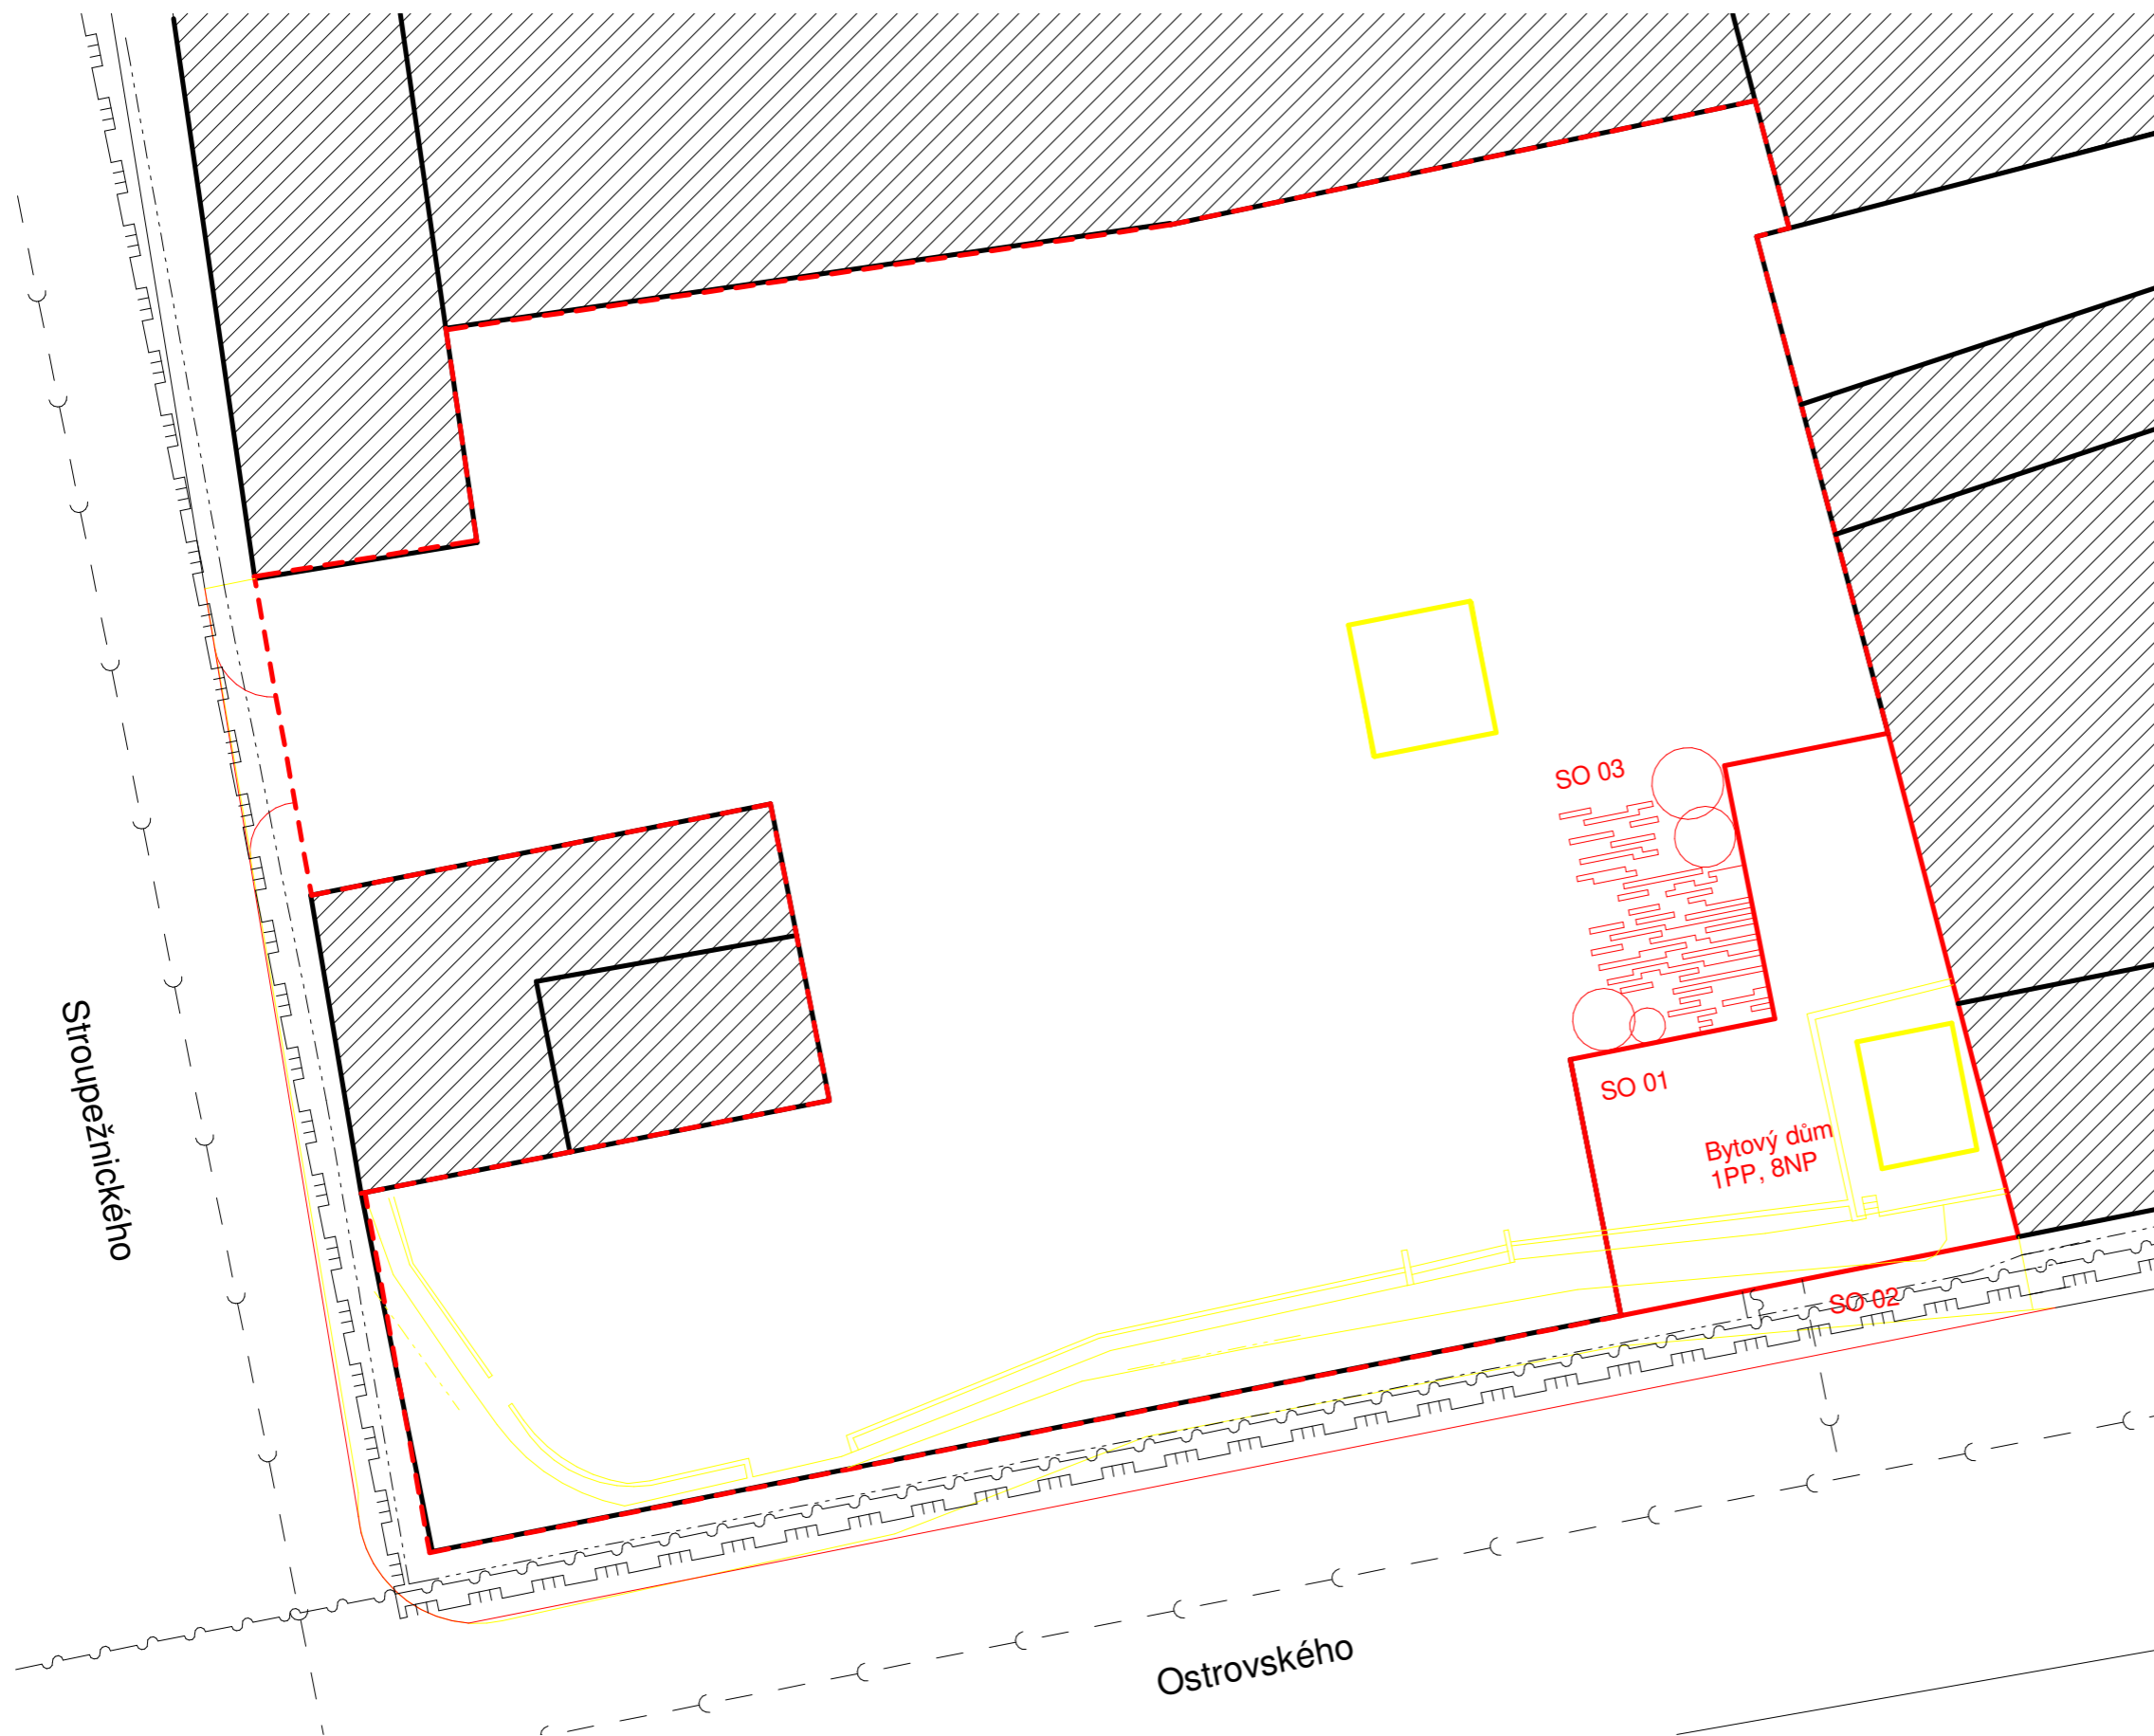 SO 03
SO 01
Bytový dům
1PP, 8NP
SO 02
Stroupežnického
Ostrovského